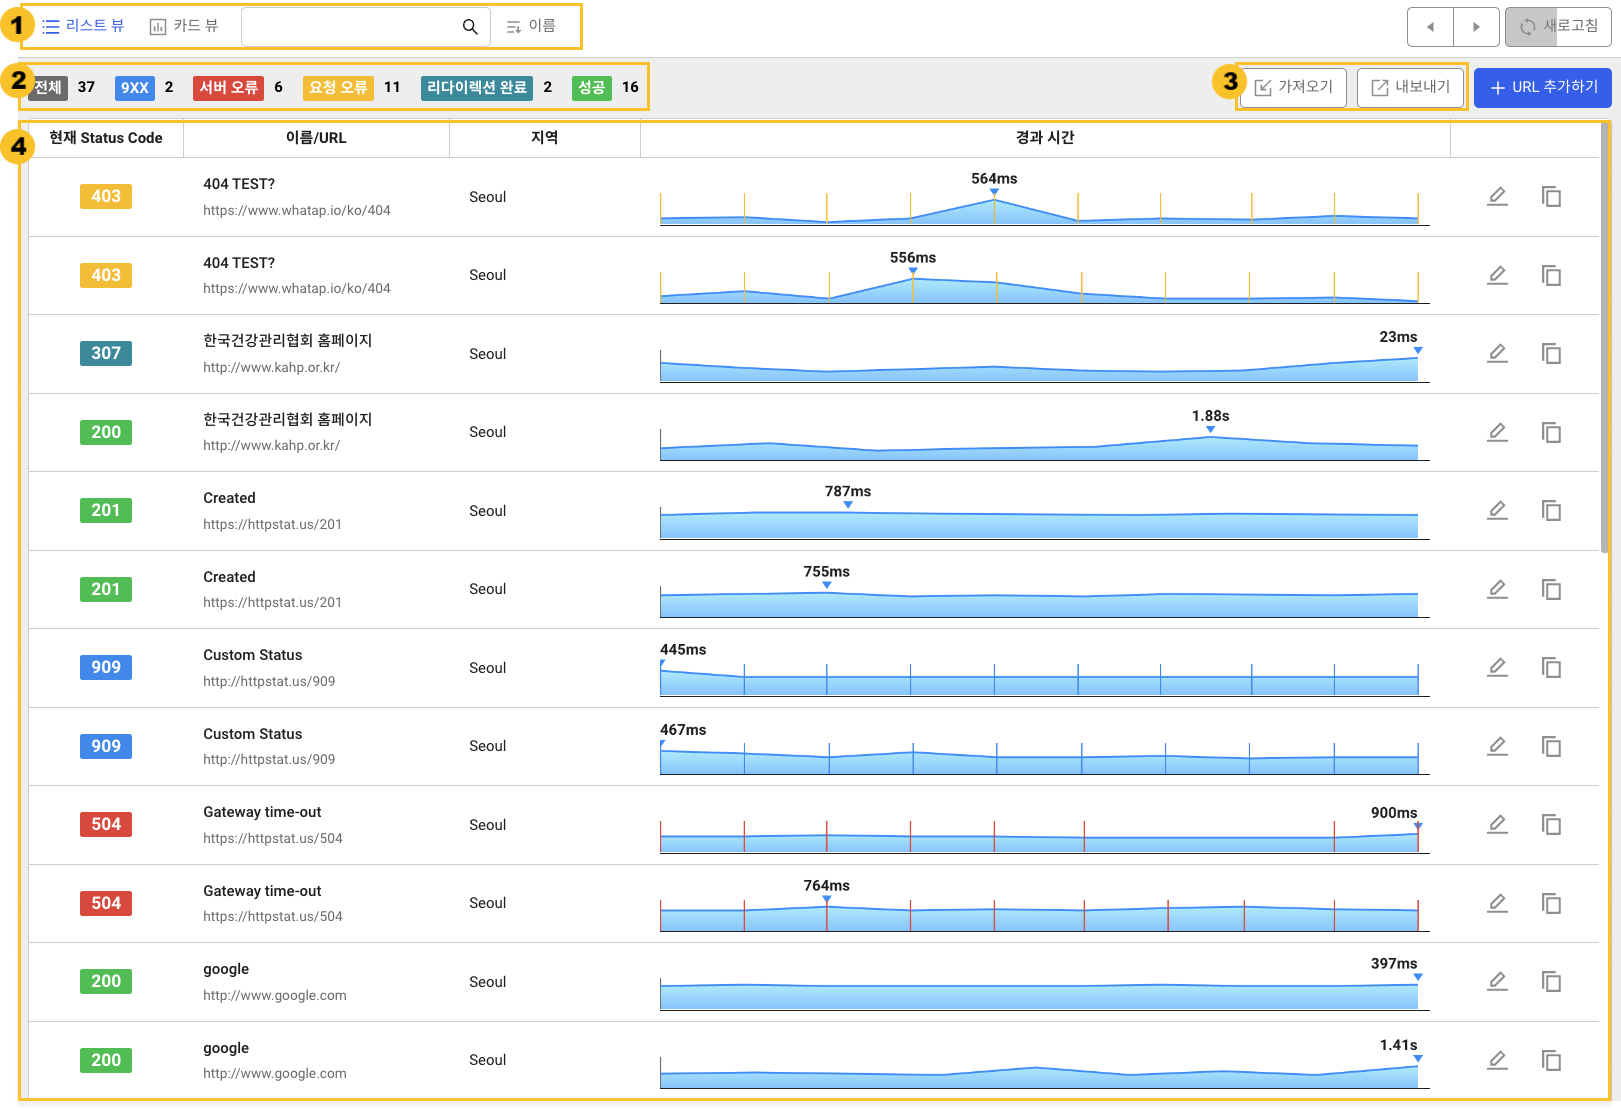 1 리스트 뷰 카드 뷰 이름 새로고침
2 전체 37 9XX 2 서버 오류 6 요청 오류 11 리다이렉션 완료 2 성공 16 3 가져오기 내보내기 + URL 추가하기
4 현재 Status Code 이름/URL 지역 경과 시간
564ms
404 TEST?
403 Seoul
https://www.whatap.io/ko/404
556ms
404 TEST?
403 Seoul
https://www.whatap.io/ko/404
23ms
한국건강관리협회 홈페이지
307 Seoul
http://www.kahp.or.kr/
1.88s
한국건강관리협회 홈페이지
200 Seoul
http://www.kahp.or.kr/
787ms
Created
201 Seoul
https://httpstat.us/201
755ms
Created
201 Seoul
https://httpstat.us/201
445ms
Custom Status
909 Seoul
http://httpstat.us/909
467ms
Custom Status
909 Seoul
http://httpstat.us/909
900ms
Gateway time-out
504 Seoul
https://httpstat.us/504
764ms
Gateway time-out
504 Seoul
https://httpstat.us/504
397ms
google
200 Seoul
http://www.google.com
1.41s
google
200 Seoul
http://www.google.com